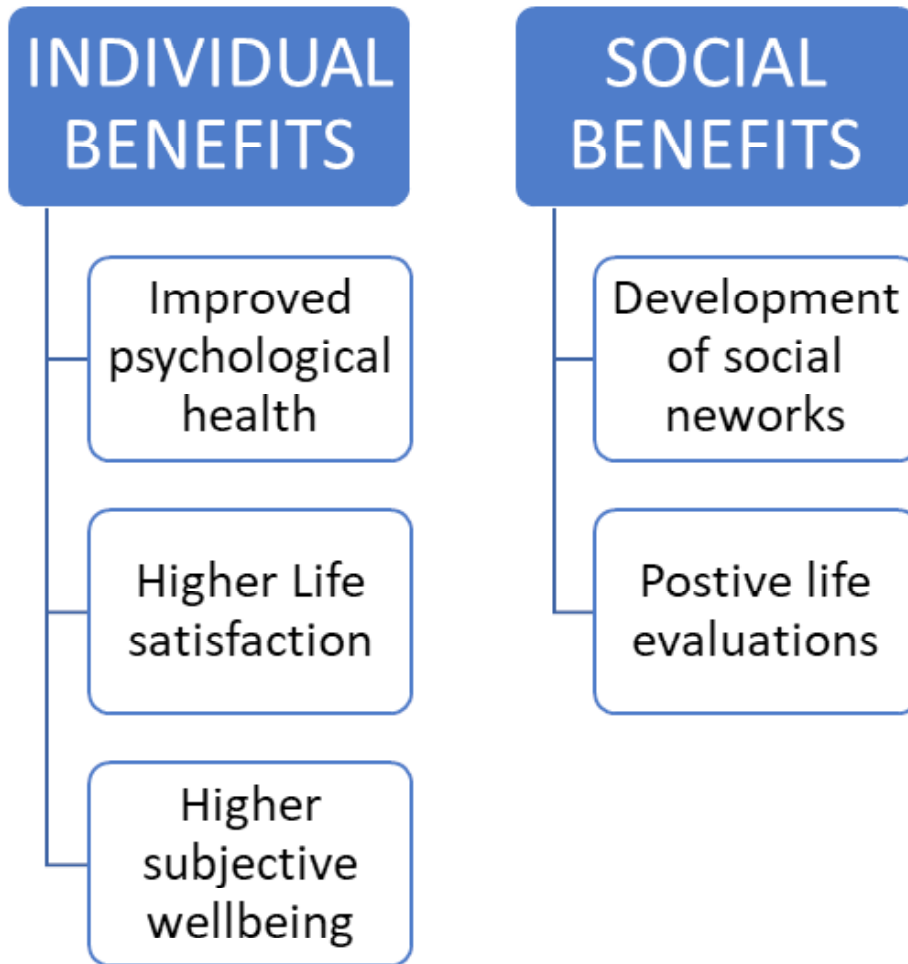 INDIVIDUAL
BENEFITS
Improved
psychological
health
Higher Life
satisfaction
Higher
subjective
wellbeing
SOCIAL
BENEFITS
Development
of social
neworks
Postive life
evaluations